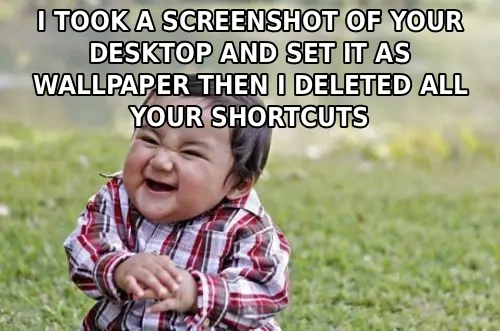 I TOOK A SCREENSHOT OF YOUR
DESKTOP AND SET IT AS
WALLPAPER THEN I DELETED ALL
YOUR SHORTCUTS